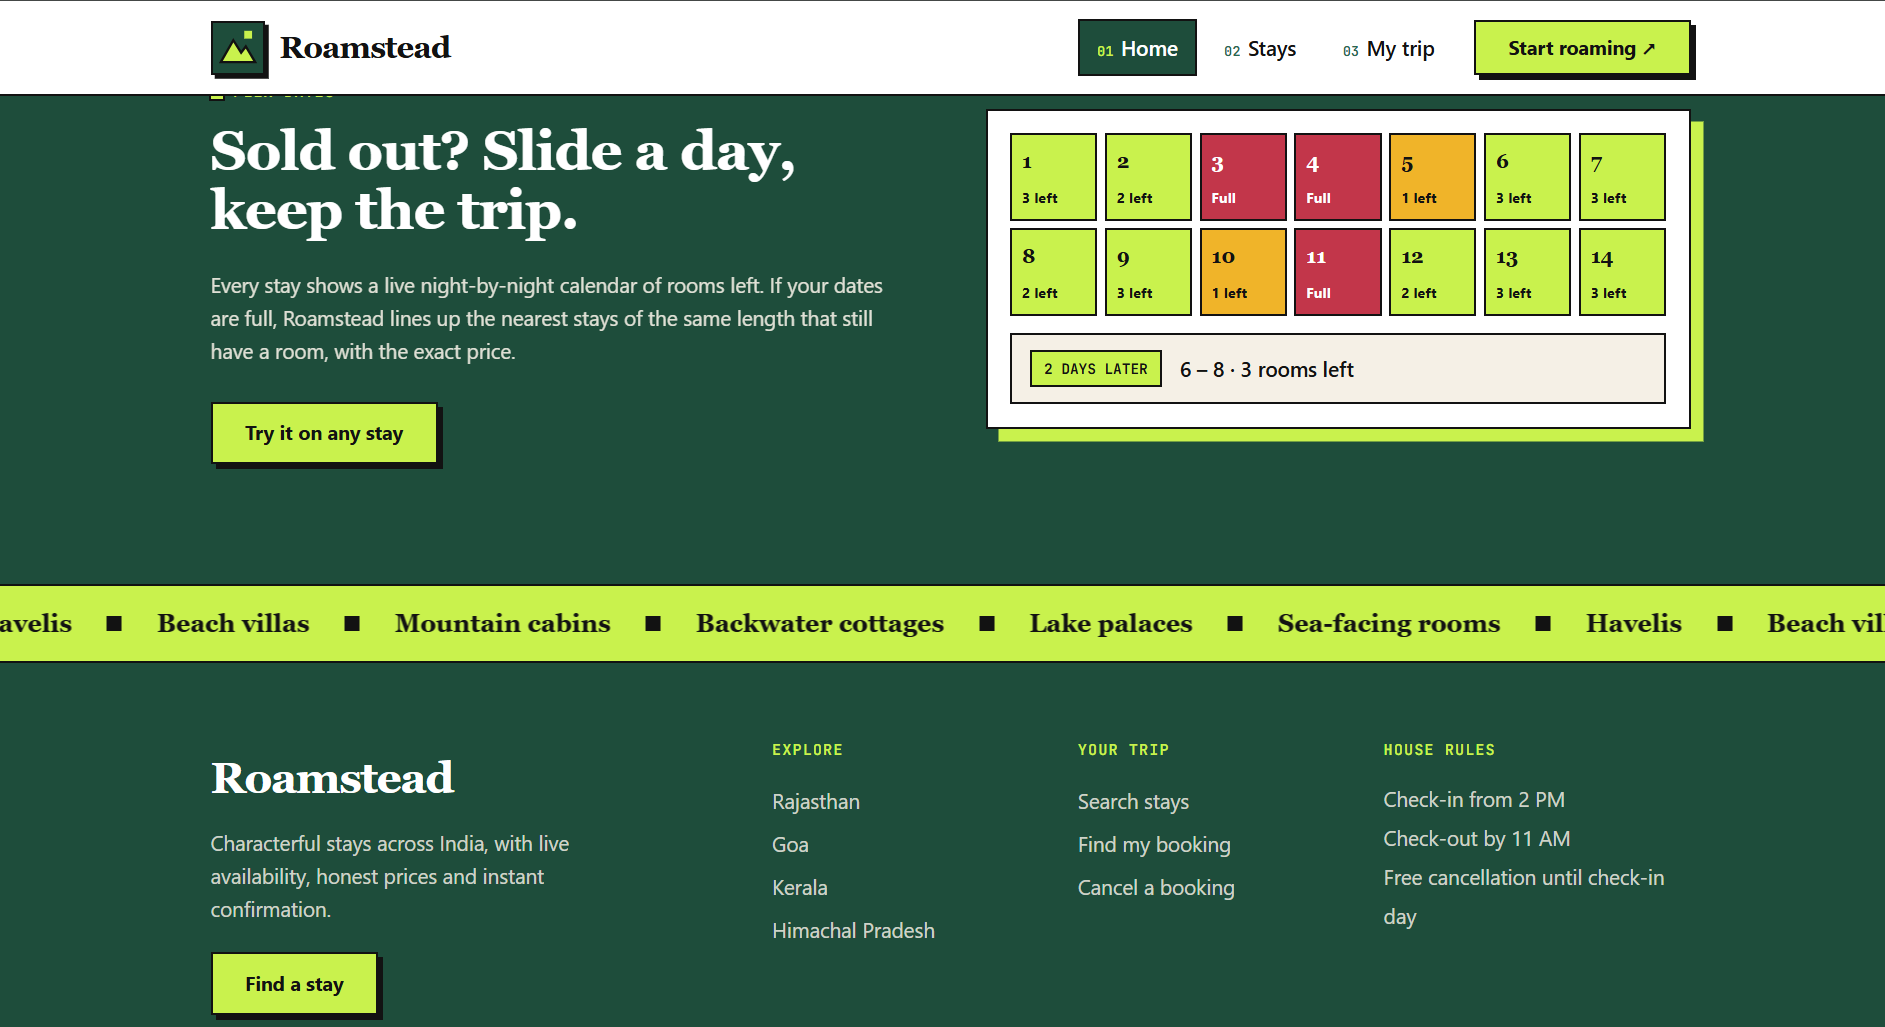 Roamstead
01 Home
02 Stays
03 My trip
Start roaming ↗
Sold out? Slide a day,
keep the trip.
Every stay shows a live night-by-night calendar of rooms left. If your dates
are full, Roamstead lines up the nearest stays of the same length that still
have a room, with the exact price.
Try it on any stay
1
3 left
2
2 left
3
Full
4
Full
5
1 left
6
3 left
7
3 left
8
2 left
9
3 left
10
1 left
11
Full
12
2 left
13
3 left
14
3 left
2 DAYS LATER
6 – 8 · 3 rooms left
avelis ■ Beach villas ■ Mountain cabins ■ Backwater cottages ■ Lake palaces ■ Sea-facing rooms ■ Havelis ■ Beach vil
Roamstead
Characterful stays across India, with live
availability, honest prices and instant
confirmation.
Find a stay
EXPLORE
Rajasthan
Goa
Kerala
Himachal Pradesh
YOUR TRIP
Search stays
Find my booking
Cancel a booking
HOUSE RULES
Check-in from 2 PM
Check-out by 11 AM
Free cancellation until check-in
day